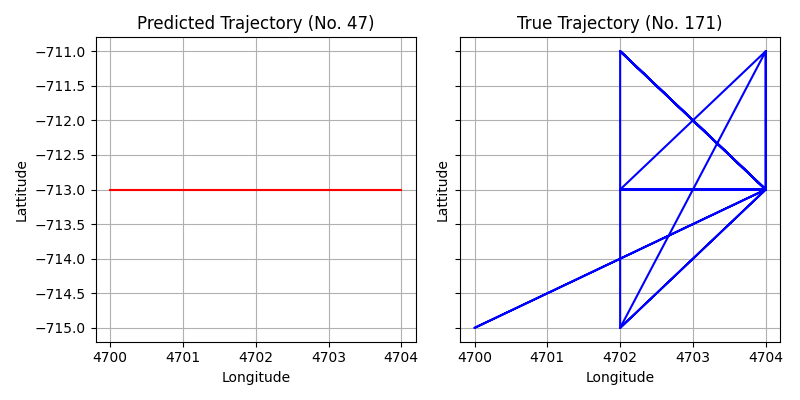 Predicted Trajectory (No. 47)
−711.0
−711.5
−712.0
−712.5
−713.0
−713.5
−714.0
−714.5
−715.0
Lattitude
4700 4701 4702 4703 4704
Longitude
True Trajectory (No. 171)
Lattitude
4700 4701 4702 4703 4704
Longitude